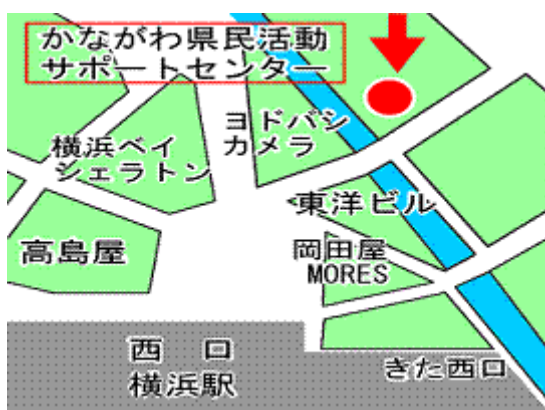 かながわ県民活動
サポートセンター
ヨドバシ
カメラ
横浜ベイ
シェラトン
東洋ビル
高島屋
岡田屋
MORES
西 口
横浜駅
きた西口